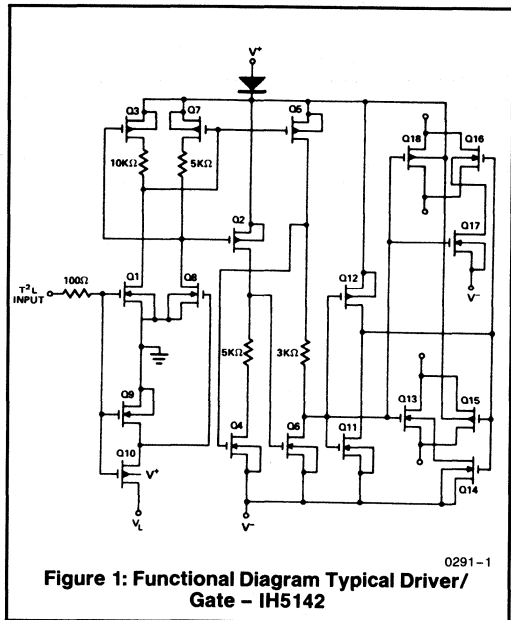 V+
Q3
Q7
Q5
10KΩ
5KΩ
Q18
Q16
Q2
Q17
T²L
INPUT
100Ω
Q1
Q8
Q12
V−
5KΩ
3KΩ
Q9
Q13
Q15
Q10
V+
Q4
Q6
Q11
Q14
VL
V−
0291–1
Figure 1: Functional Diagram Typical Driver/
Gate – IH5142